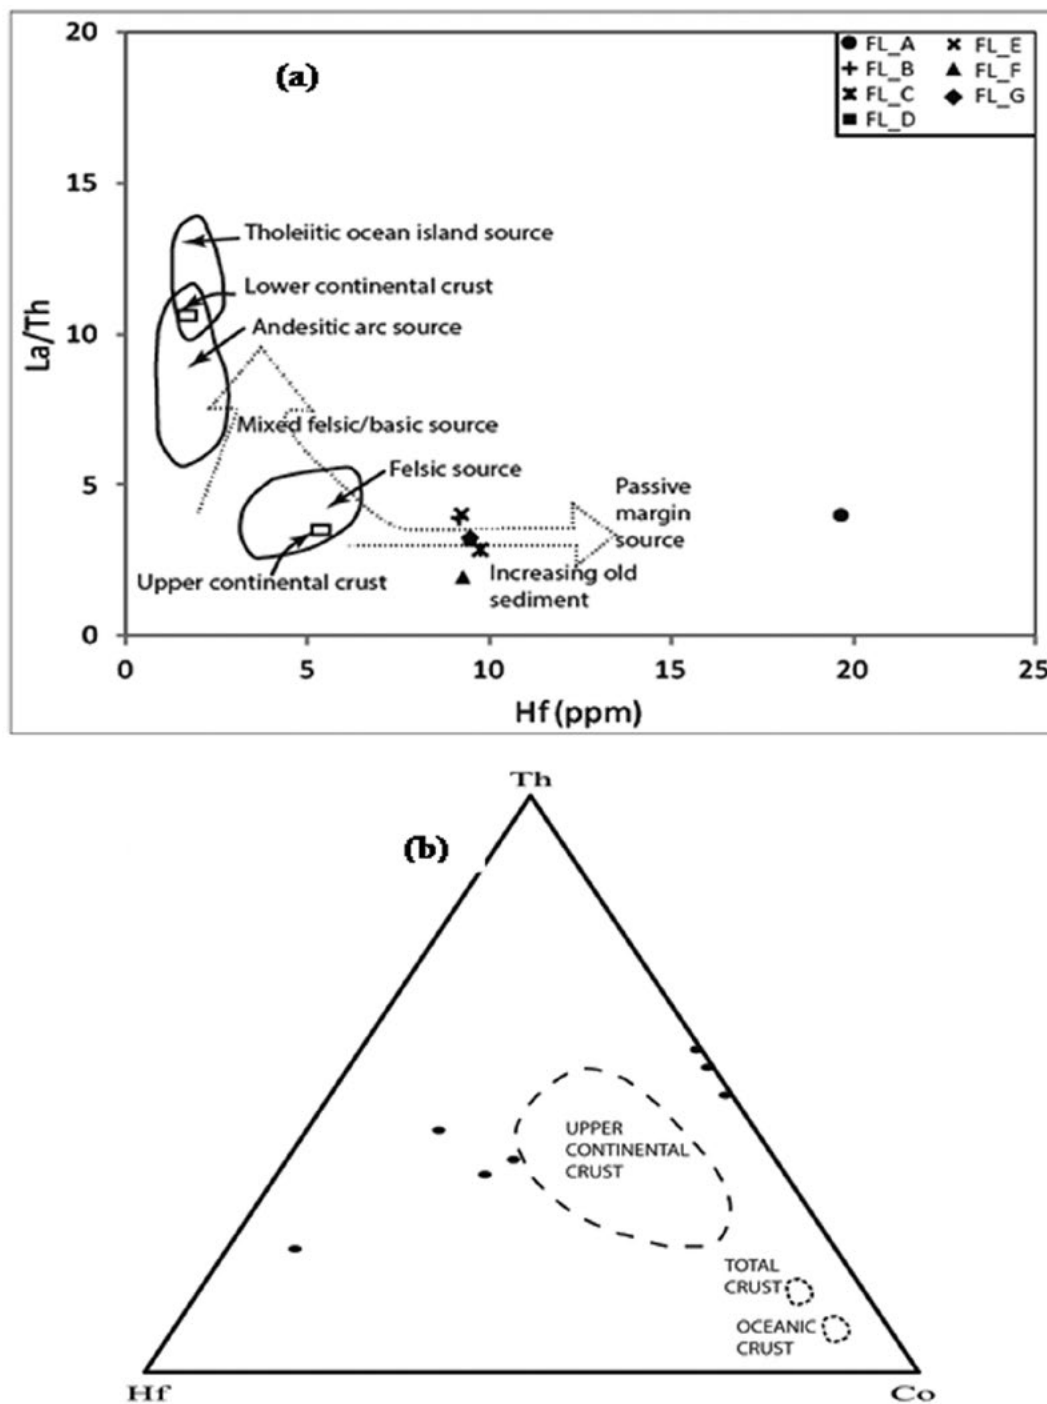 20
(a)
FL_A
FL_E
FL_B
FL_F
FL_C
FL_G
FL_D
15
Tholeiitic ocean island source
Lower continental crust
La/Th
10
Andesitic arc source
Mixed felsic/basic source
Felsic source
5
Passive
margin
source
Upper continental crust
Increasing old
sediment
0
0
5
10
15
20
25
Hf (ppm)
Th
(b)
UPPER
CONTINENTAL
CRUST
TOTAL
CRUST
OCEANIC
CRUST
Hf
Co